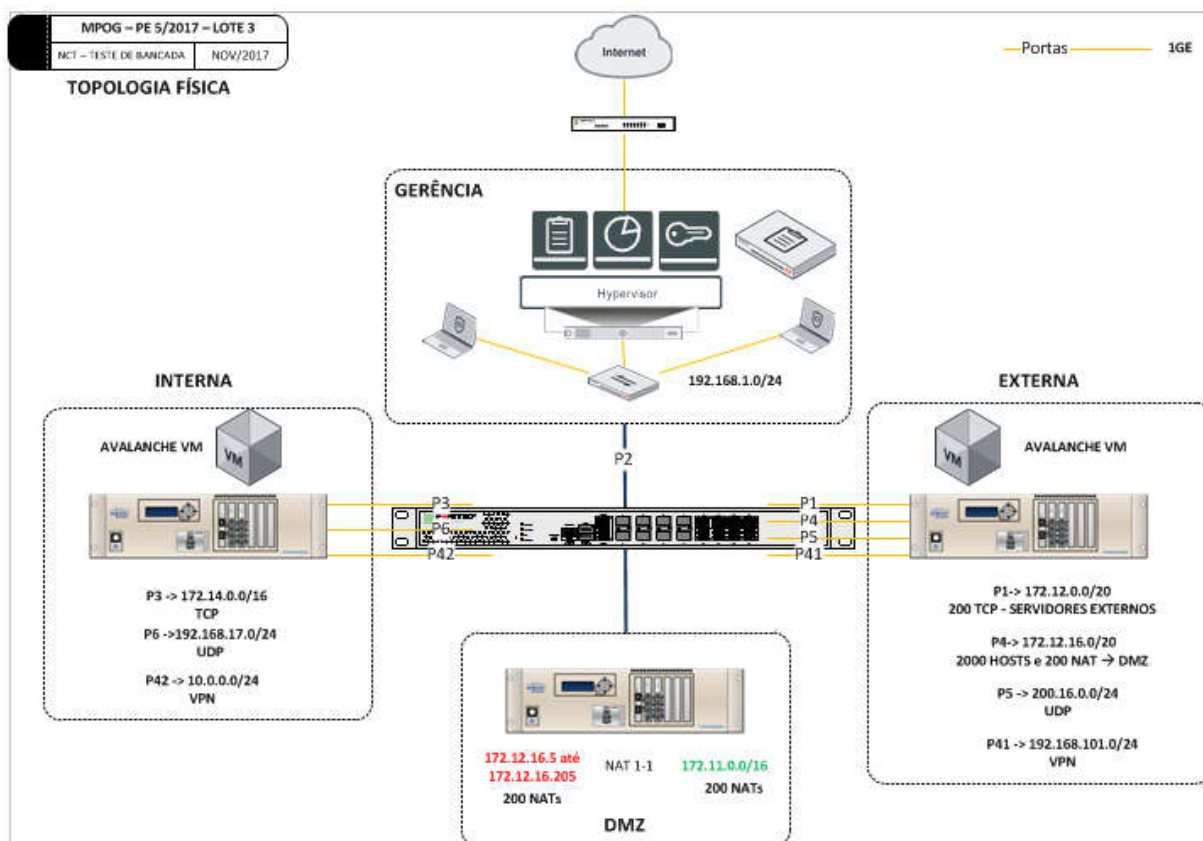 MPOG – PE 5/2017 – LOTE 3
NCT – TESTE DE BANCADA
NOV/2017
TOPOLOGIA FÍSICA
Internet
Portas
1GE
GERÊNCIA
Hypervisor
192.168.1.0/24
INTERNA
AVALANCHE VM
VM
EXTERNA
VM
AVALANCHE VM
P2
P3
P6
P42
P1
P4
P5
P41
P3 -> 172.14.0.0/16
TCP
P6 ->192.168.17.0/24
UDP
P42 -> 10.0.0.0/24
VPN
P1-> 172.12.0.0/20
200 TCP - SERVIDORES EXTERNOS
P4-> 172.12.16.0/20
2000 HOSTS e 200 NAT → DMZ
P5 -> 200.16.0.0/24
UDP
P41 -> 192.168.101.0/24
VPN
172.12.16.5 até
172.12.16.205
200 NATs
NAT 1-1
172.11.0.0/16
200 NATs
DMZ